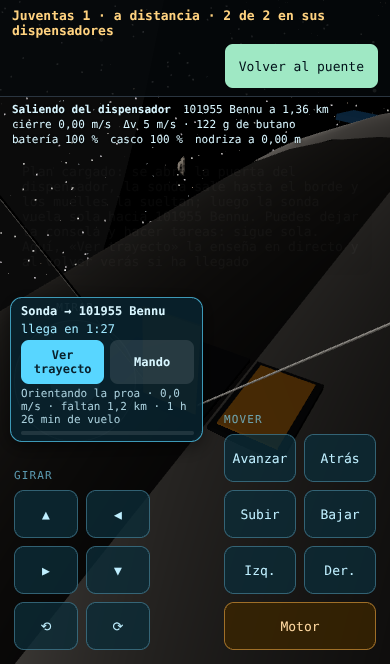 Juventas 1 · a distancia · 2 de 2 en sus
dispensadores
Volver al puente
Saliendo del dispensador 101955 Bennu a 1,36 km
ciérre 0,00 m/s Δv 5 m/s · 122 g de butano
batería 100 % casco 100 % nodriza a 0,00 m
Sonda → 101955 Bennu
llega en 1:27
Ver
trayecto
Mando
Orientando la proa · 0,0
m/s · faltan 1,2 km · 1 h
26 min de vuelo
MOVER
Avanzar
Atrás
GIRAR
▲
◀
Subir
Bajar
▶
▼
Izq.
Der.
⟲
⟳
Motor